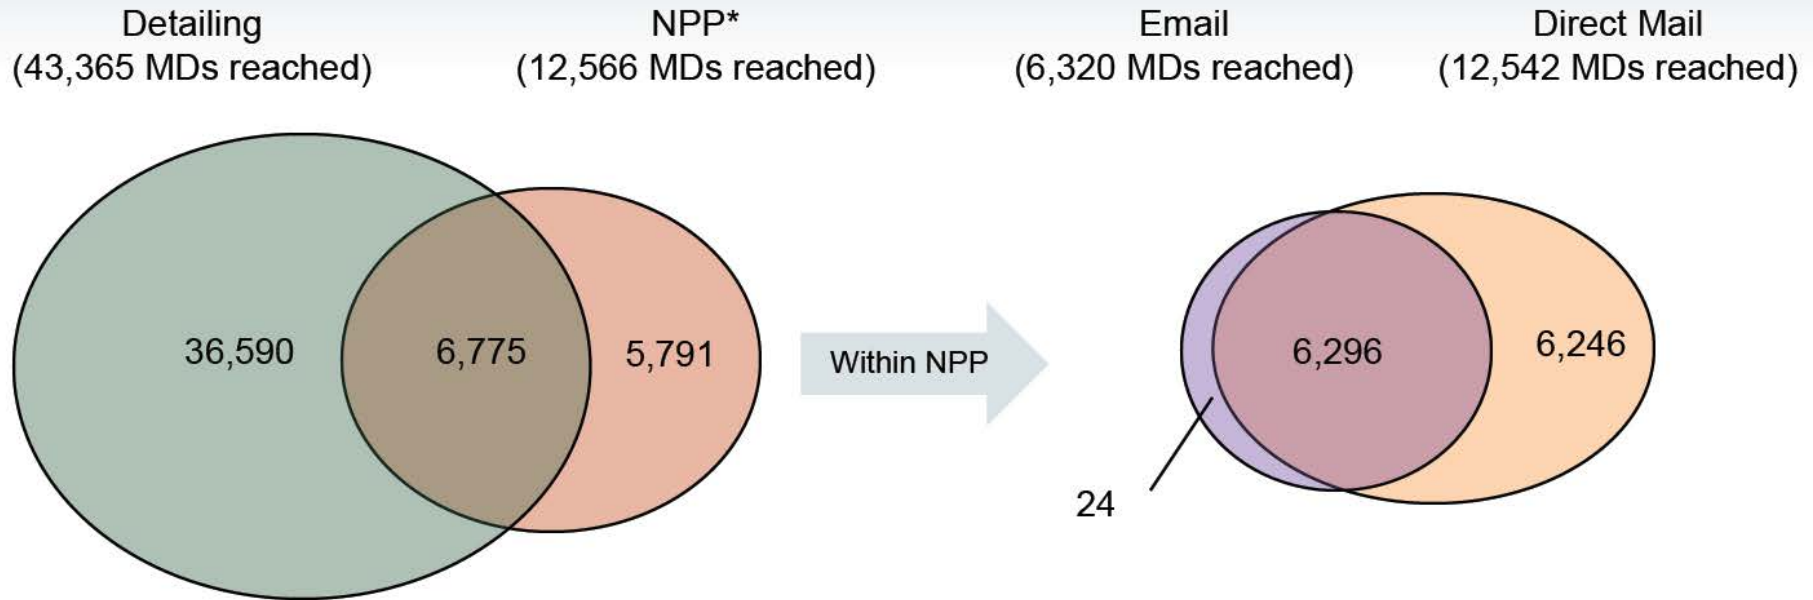 Detailing
(43,365 MDs reached)
NPP*
(12,566 MDs reached)
Email
(6,320 MDs reached)
Direct Mail
(12,542 MDs reached)
36,590
6,775
5,791
Within NPP
6,296
6,246
24